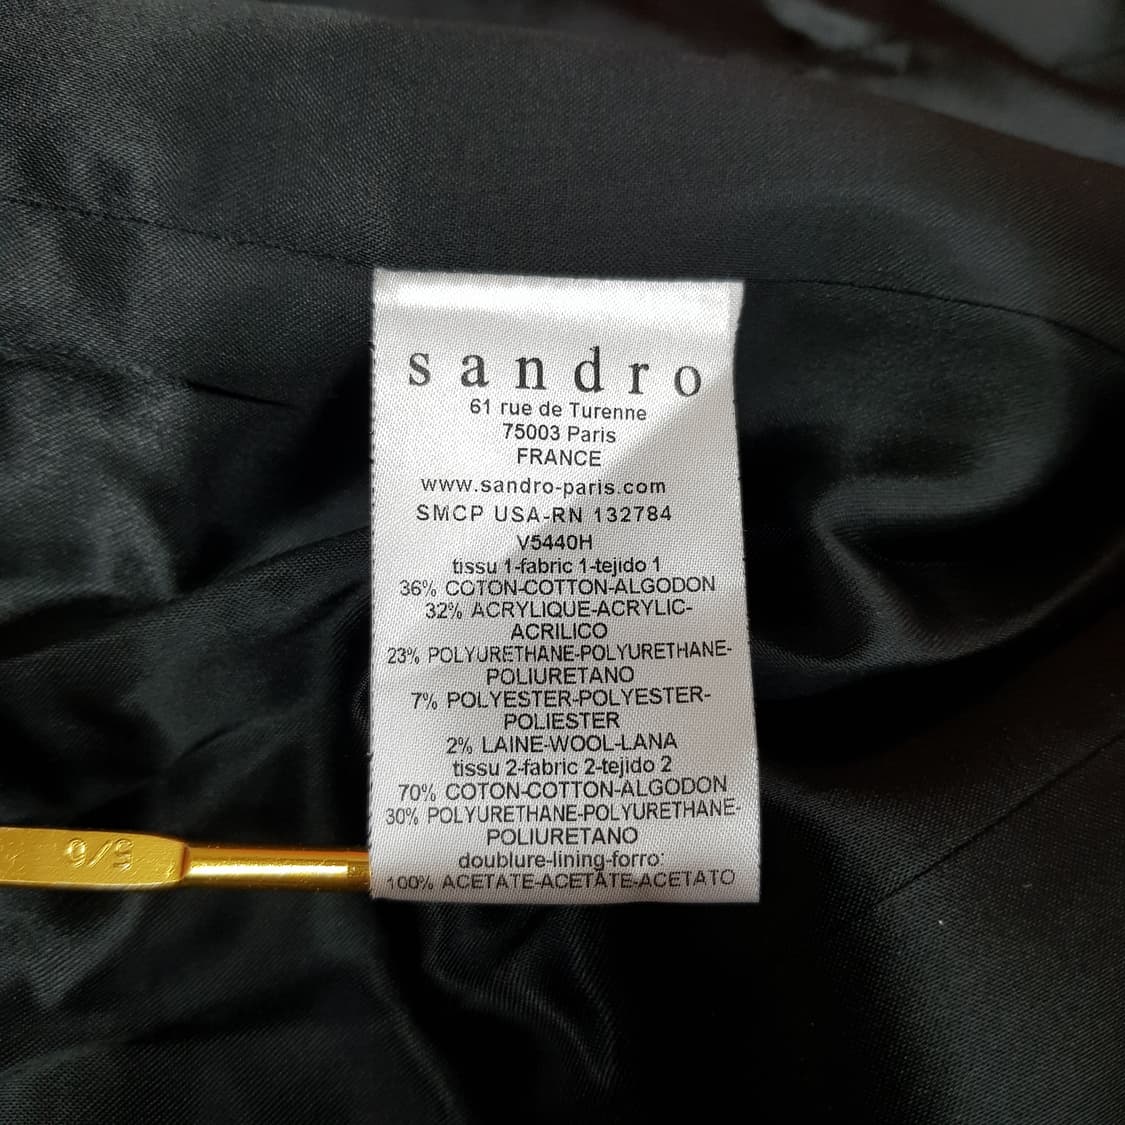 sandro
61 rue de Turenne
75003 Paris
FRANCE
www.sandro-paris.com
SMCP USA-RN 132784
V5440H
tissu 1-fabric 1-tejido 1
36% COTON-COTTON-ALGODON
32% ACRYLIQUE-ACRYLIC-
ACRILICO
23% POLYURETHANE-POLYURETHANE-
POLIURETANO
7% POLYESTER-POLYESTER-
POLIESTER
2% LAINE-WOOL-LANA
tissu 2-fabric 2-tejido 2
70% COTON-COTTON-ALGODON
30% POLYURETHANE-POLYURETHANE-
POLIURETANO
doublure-lining-forro:
100% ACETATE-ACETATE-ACETATO
5/6